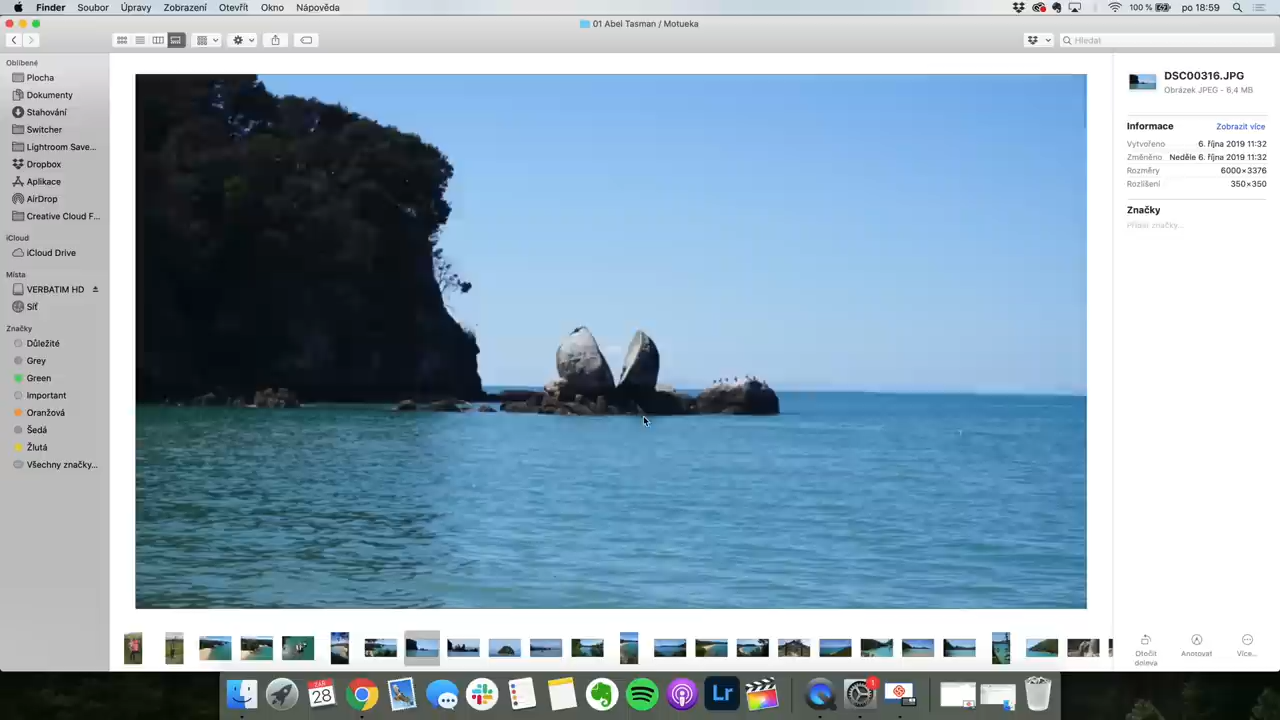 Finder Soubor Úpravy Zobrazení Otevřít Okno Nápověda 100 % po 18:59
01 Abel Tasman / Motueka
Hledat
Oblíbené
Plocha
Dokumenty
Stahování
Switcher
Lightroom Save...
Dropbox
Aplikace
AirDrop
Creative Cloud F...
iCloud
iCloud Drive
Místa
VERBATIM HD
Síť
Značky
Důležité
Grey
Green
Important
Oranžová
Šedá
Žlutá
Všechny značky...
DSC00316.JPG
Obrázek JPEG - 6,4 MB
Informace Zobrazit více
Vytvořeno 6. října 2019 11:32
Změněno Neděle 6. října 2019 11:32
Rozměry 6000×3376
Rozlišení 350×350
Značky
Přidat značky...
Otočit doleva
Anotovat
Více...
ZÁŘ
28
Lr
1